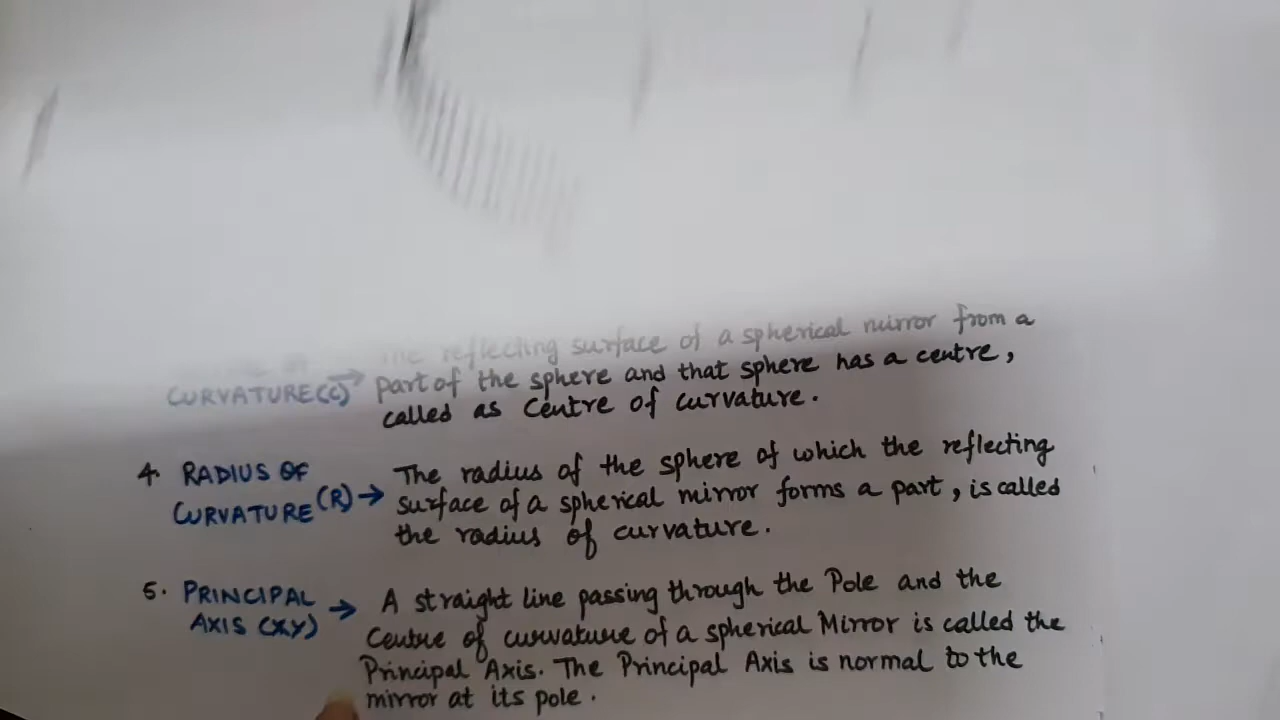 The reflecting surface of a spherical mirror from a
CURVATURE(C) → part of the sphere and that sphere has a centre,
called as Centre of curvature.
4. RADIUS OF CURVATURE (R) → The radius of the sphere of which the reflecting
surface of a spherical mirror forms a part, is called
the radius of curvature.
5. PRINCIPAL AXIS (XY) → A straight line passing through the Pole and the
Centre of curvature of a spherical Mirror is called the
Principal Axis. The Principal Axis is normal to the
mirror at its pole.